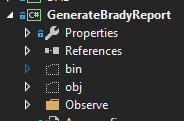 GenerateBradyReport
Properties
References
bin
obj
Observe